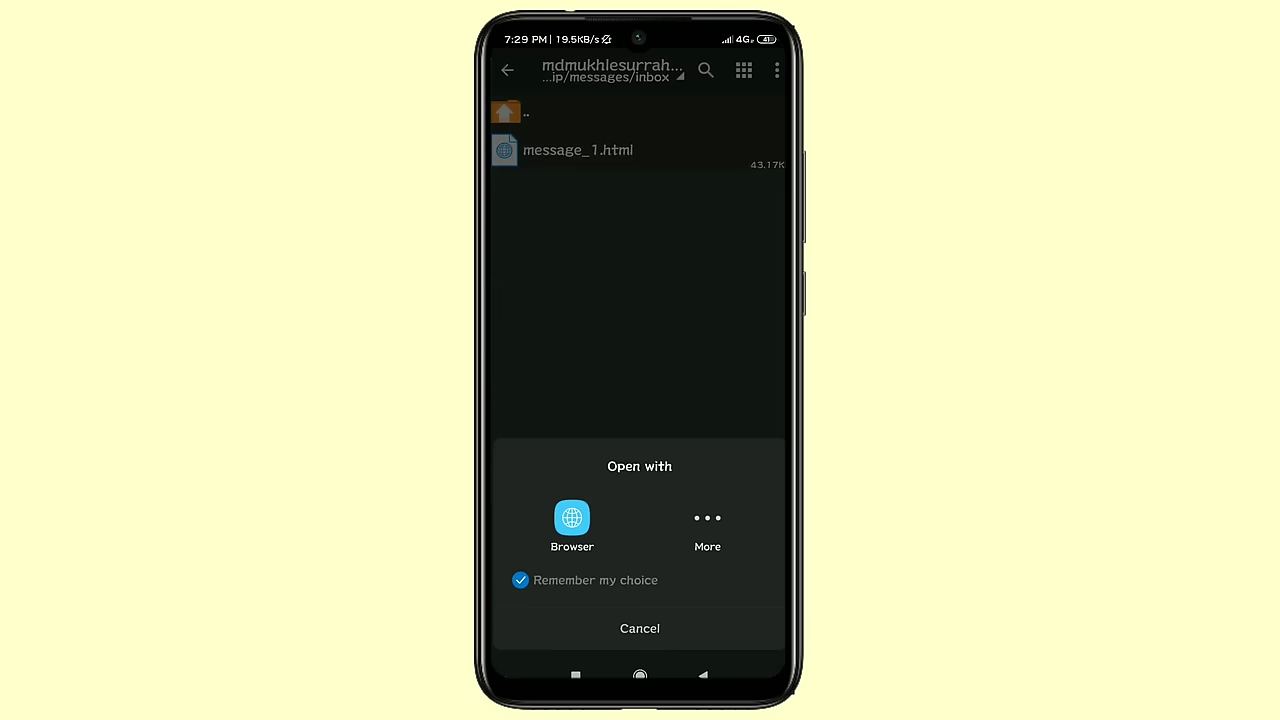 7:29 PM | 19.5KB/s 4G 41
mdmukhlesurrah...
...ip/messages/inbox
..
message_1.html
43.17K
Open with
Browser More
Remember my choice
Cancel